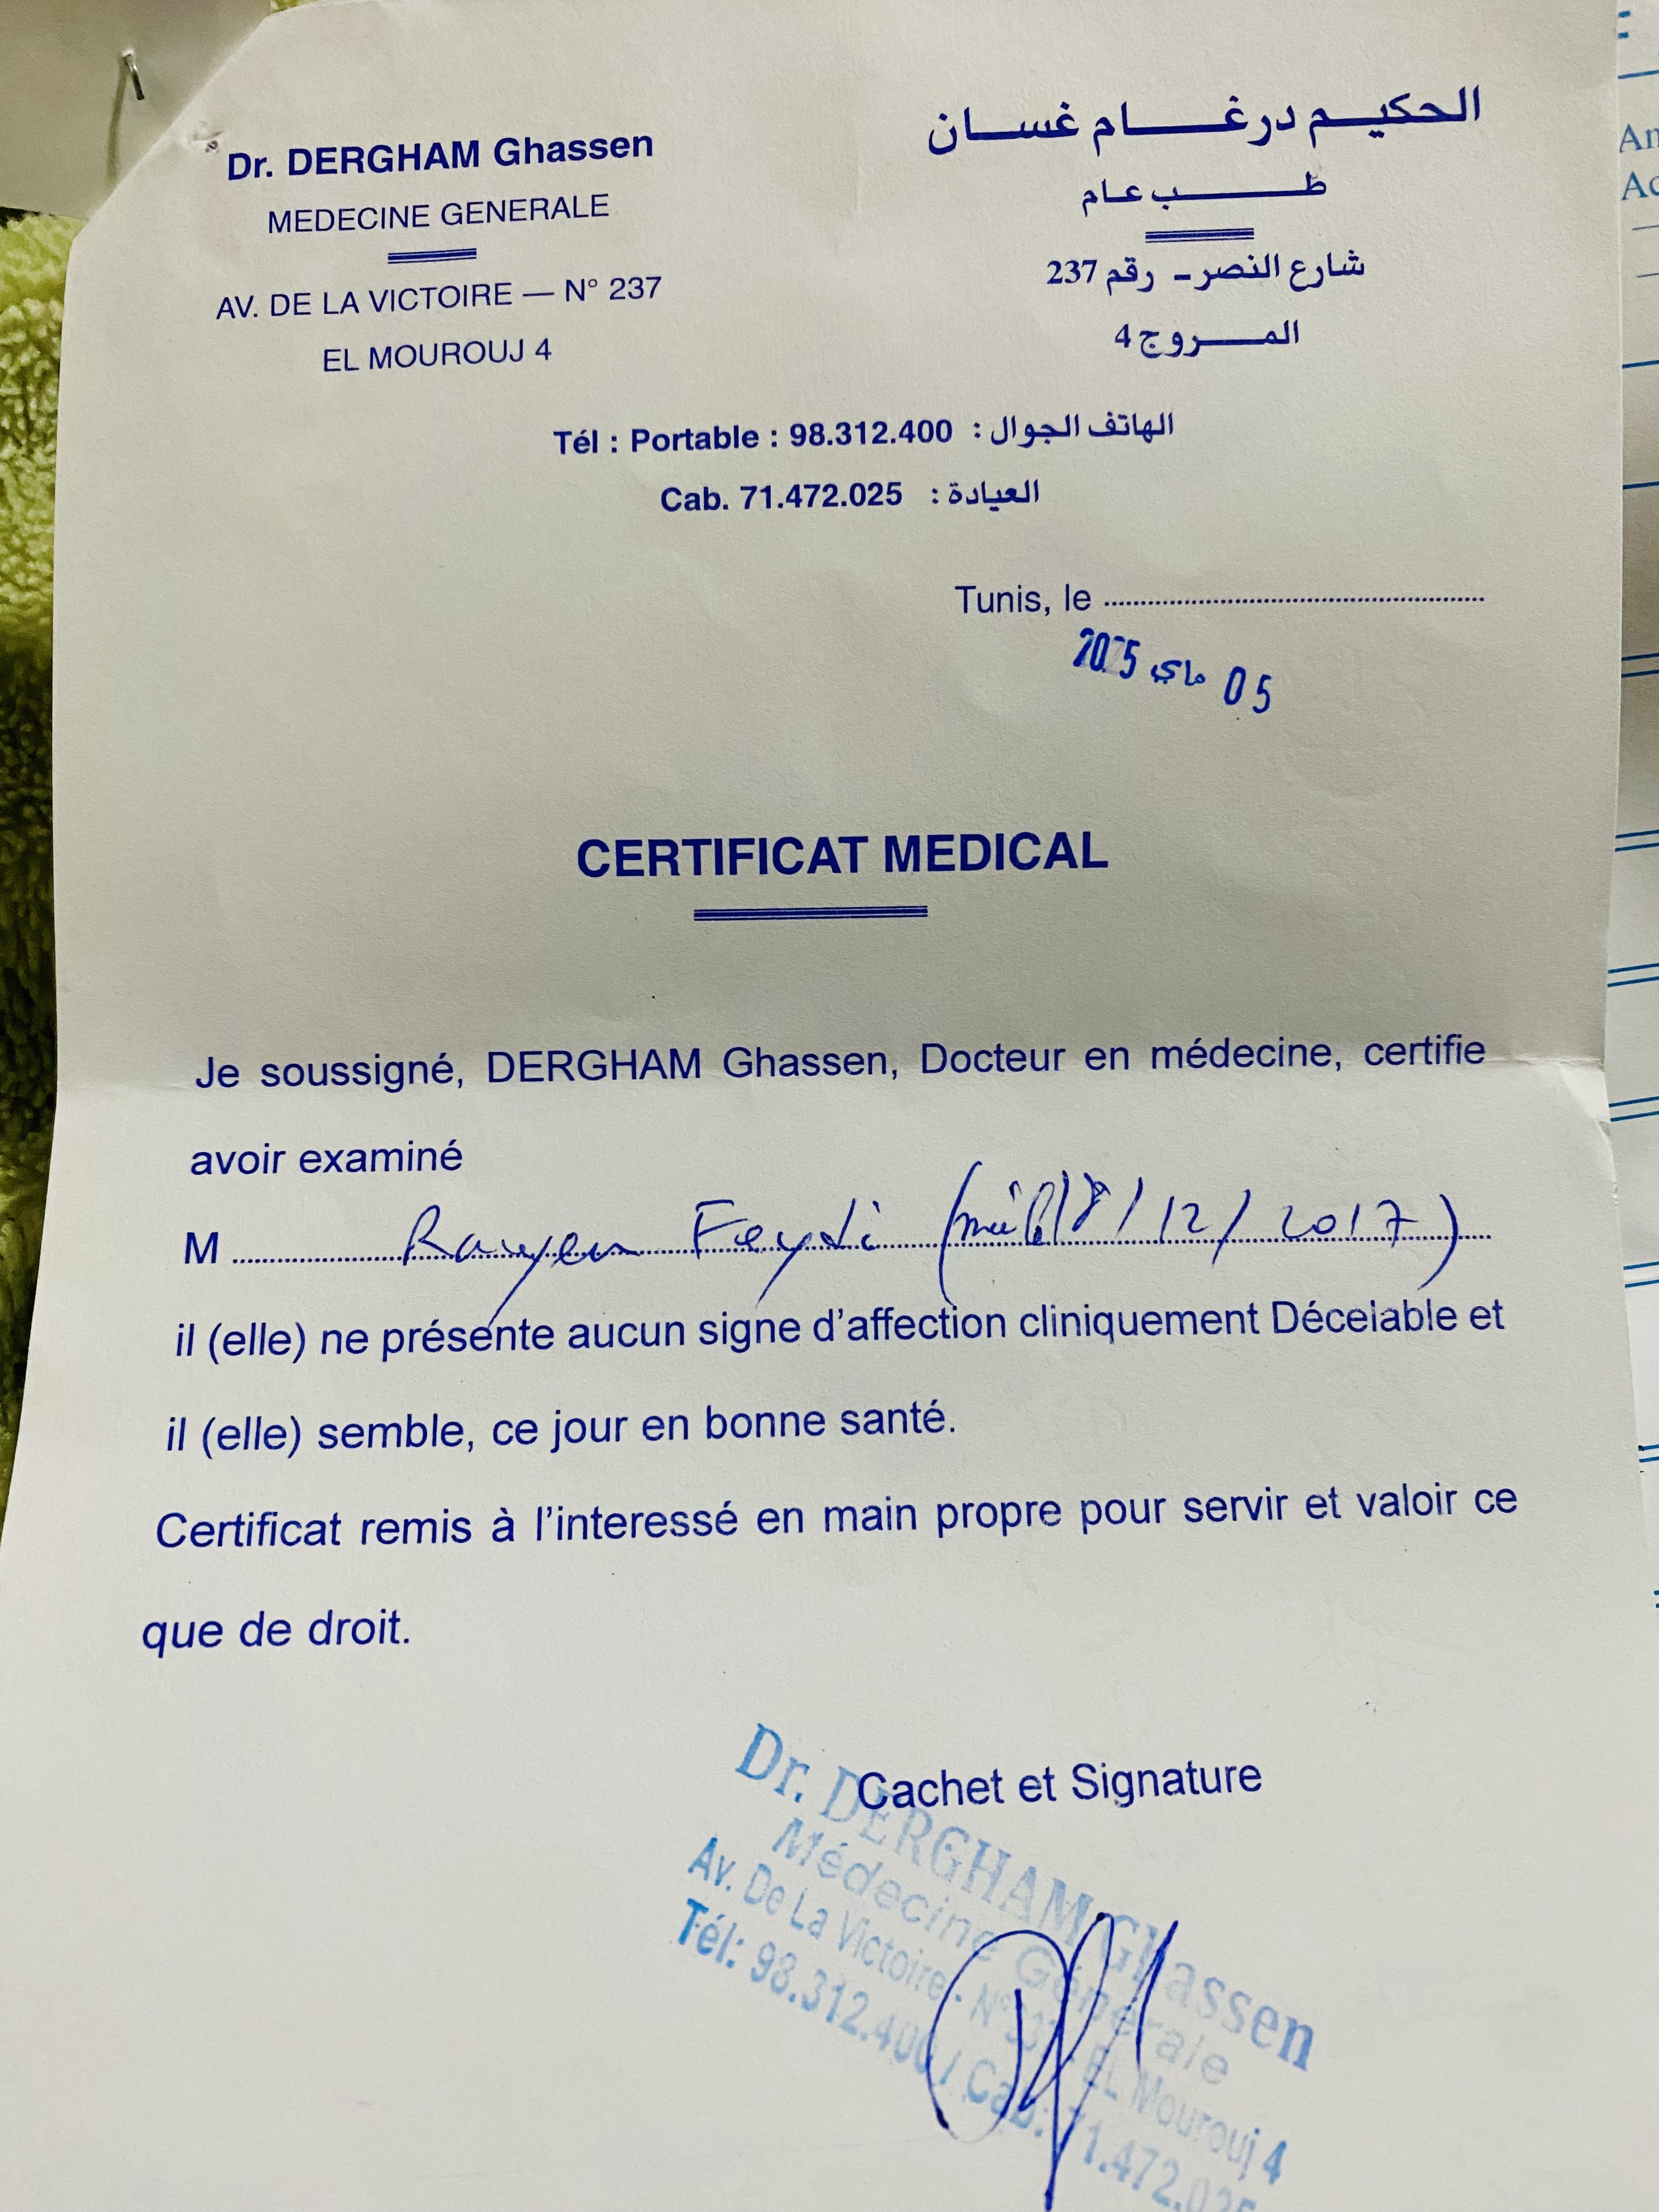 Dr. DERGHAM Ghassen
MEDECINE GENERALE
AV. DE LA VICTOIRE — N° 237
EL MOUROUJ 4
الحكيم درغام غسان
طب عام
شارع النصر - رقم 237
المروج 4
Tél : Portable : 98.312.400 : الهاتف الجوال
Cab. 71.472.025 : العيادة
Tunis, le
05 ماي 2025
CERTIFICAT MEDICAL
Je soussigné, DERGHAM Ghassen, Docteur en médecine, certifie
avoir examiné
M Rayen Feydi ( 18/12/2017)
il (elle) ne présente aucun signe d'affection cliniquement Décelable et
il (elle) semble, ce jour en bonne santé.
Certificat remis à l'interessé en main propre pour servir et valoir ce
que de droit.
Cachet et Signature
Dr. DERGHAM Ghassen
Médecine Générale
Av. De La Victoire - N° 237 EL Mourouj 4
Tél: 98.312.400 / Cab: 71.472.025
An
Ac